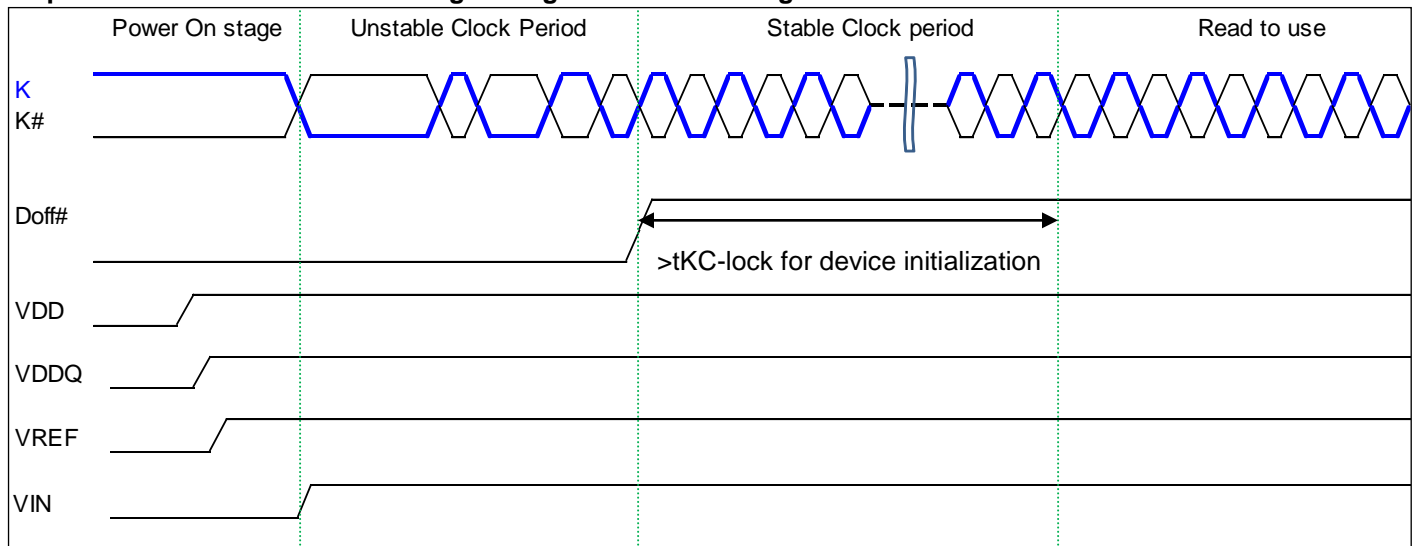 Power On stage
Unstable Clock Period
Stable Clock period
Read to use
K
K#
Doff#
>tKC-lock for device initialization
VDD
VDDQ
VREF
VIN